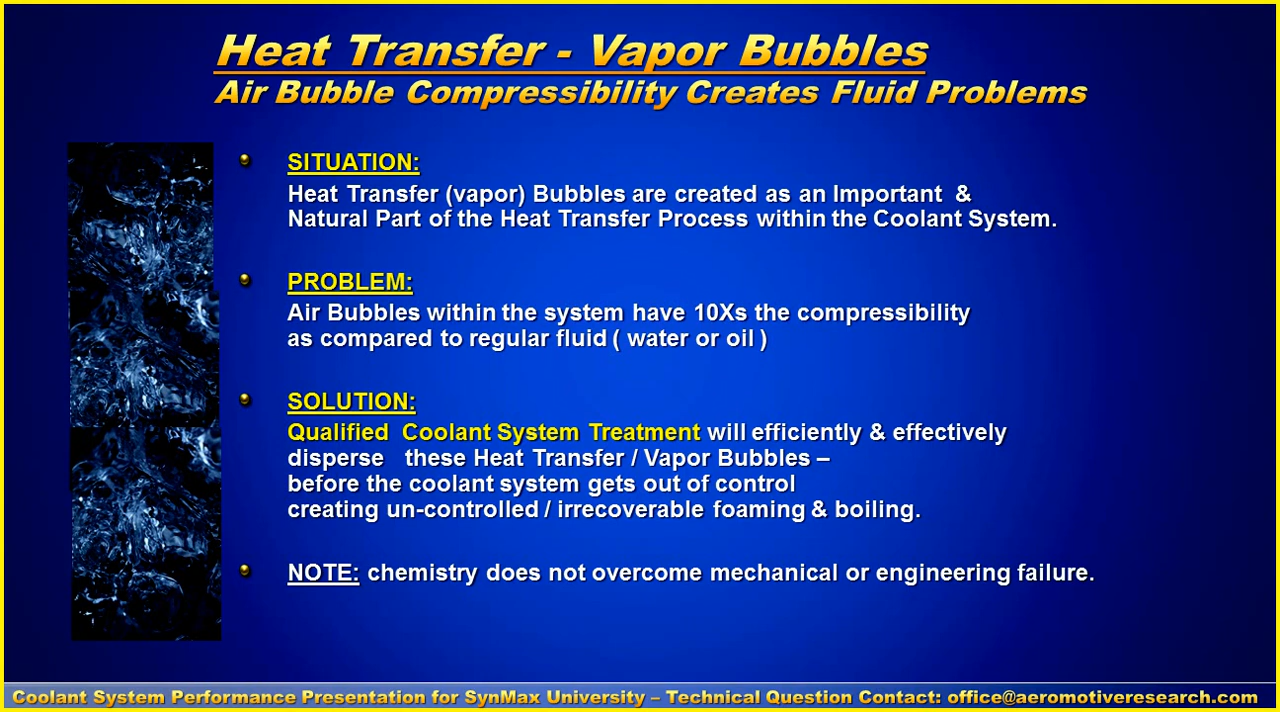 Heat Transfer - Vapor Bubbles
Air Bubble Compressibility Creates Fluid Problems
SITUATION:
Heat Transfer (vapor) Bubbles are created as an Important &
Natural Part of the Heat Transfer Process within the Coolant System.
PROBLEM:
Air Bubbles within the system have 10Xs the compressibility
as compared to regular fluid ( water or oil )
SOLUTION:
Qualified Coolant System Treatment will efficiently & effectively
disperse these Heat Transfer / Vapor Bubbles –
before the coolant system gets out of control
creating un-controlled / irrecoverable foaming & boiling.
NOTE: chemistry does not overcome mechanical or engineering failure.
Coolant System Performance Presentation for SynMax University – Technical Question Contact: office@aeromotiveresearch.com